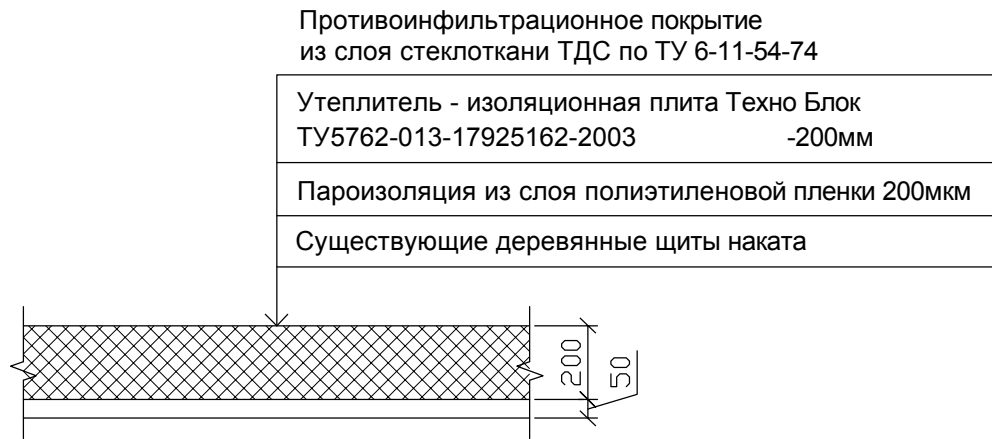 Противоинфильтрационное покрытие
из слоя стеклоткани ТДС по ТУ 6-11-54-74
Утеплитель - изоляционная плита Техно Блок
ТУ5762-013-17925162-2003 -200мм
Пароизоляция из слоя полиэтиленовой пленки 200мкм
Существующие деревянные щиты наката
200
50